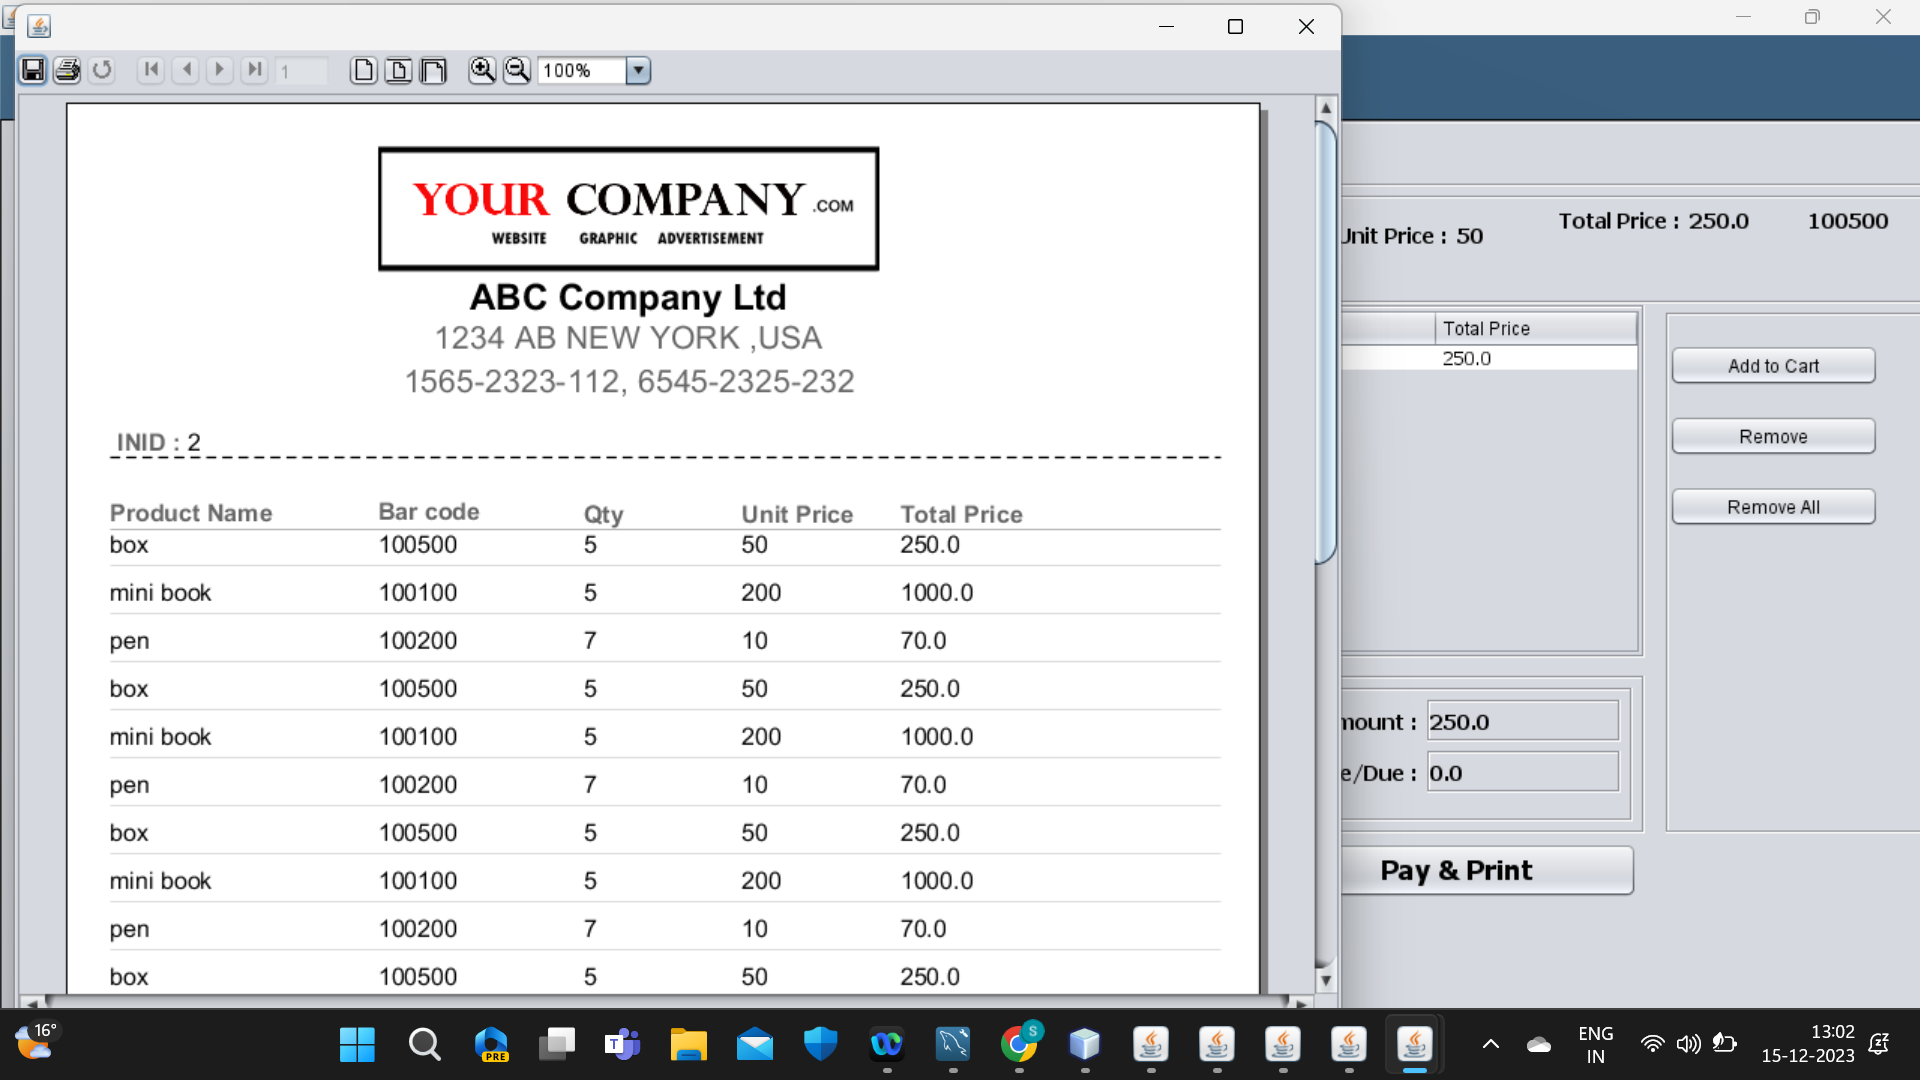 1
100%
YOUR COMPANY .COM
WEBSITE GRAPHIC ADVERTISEMENT
ABC Company Ltd
1234 AB NEW YORK ,USA
1565-2323-112, 6545-2325-232
INID : 2
Product Name Bar code Qty Unit Price Total Price
box 100500 5 50 250.0
mini book 100100 5 200 1000.0
pen 100200 7 10 70.0
box 100500 5 50 250.0
mini book 100100 5 200 1000.0
pen 100200 7 10 70.0
box 100500 5 50 250.0
mini book 100100 5 200 1000.0
pen 100200 7 10 70.0
box 100500 5 50 250.0
Unit Price : 50 Total Price : 250.0 100500
Total Price
250.0
Add to Cart
Remove
Remove All
mount : 250.0
e/Due : 0.0
Pay & Print
16°
PRE
T
S
ENG
IN
13:02
15-12-2023